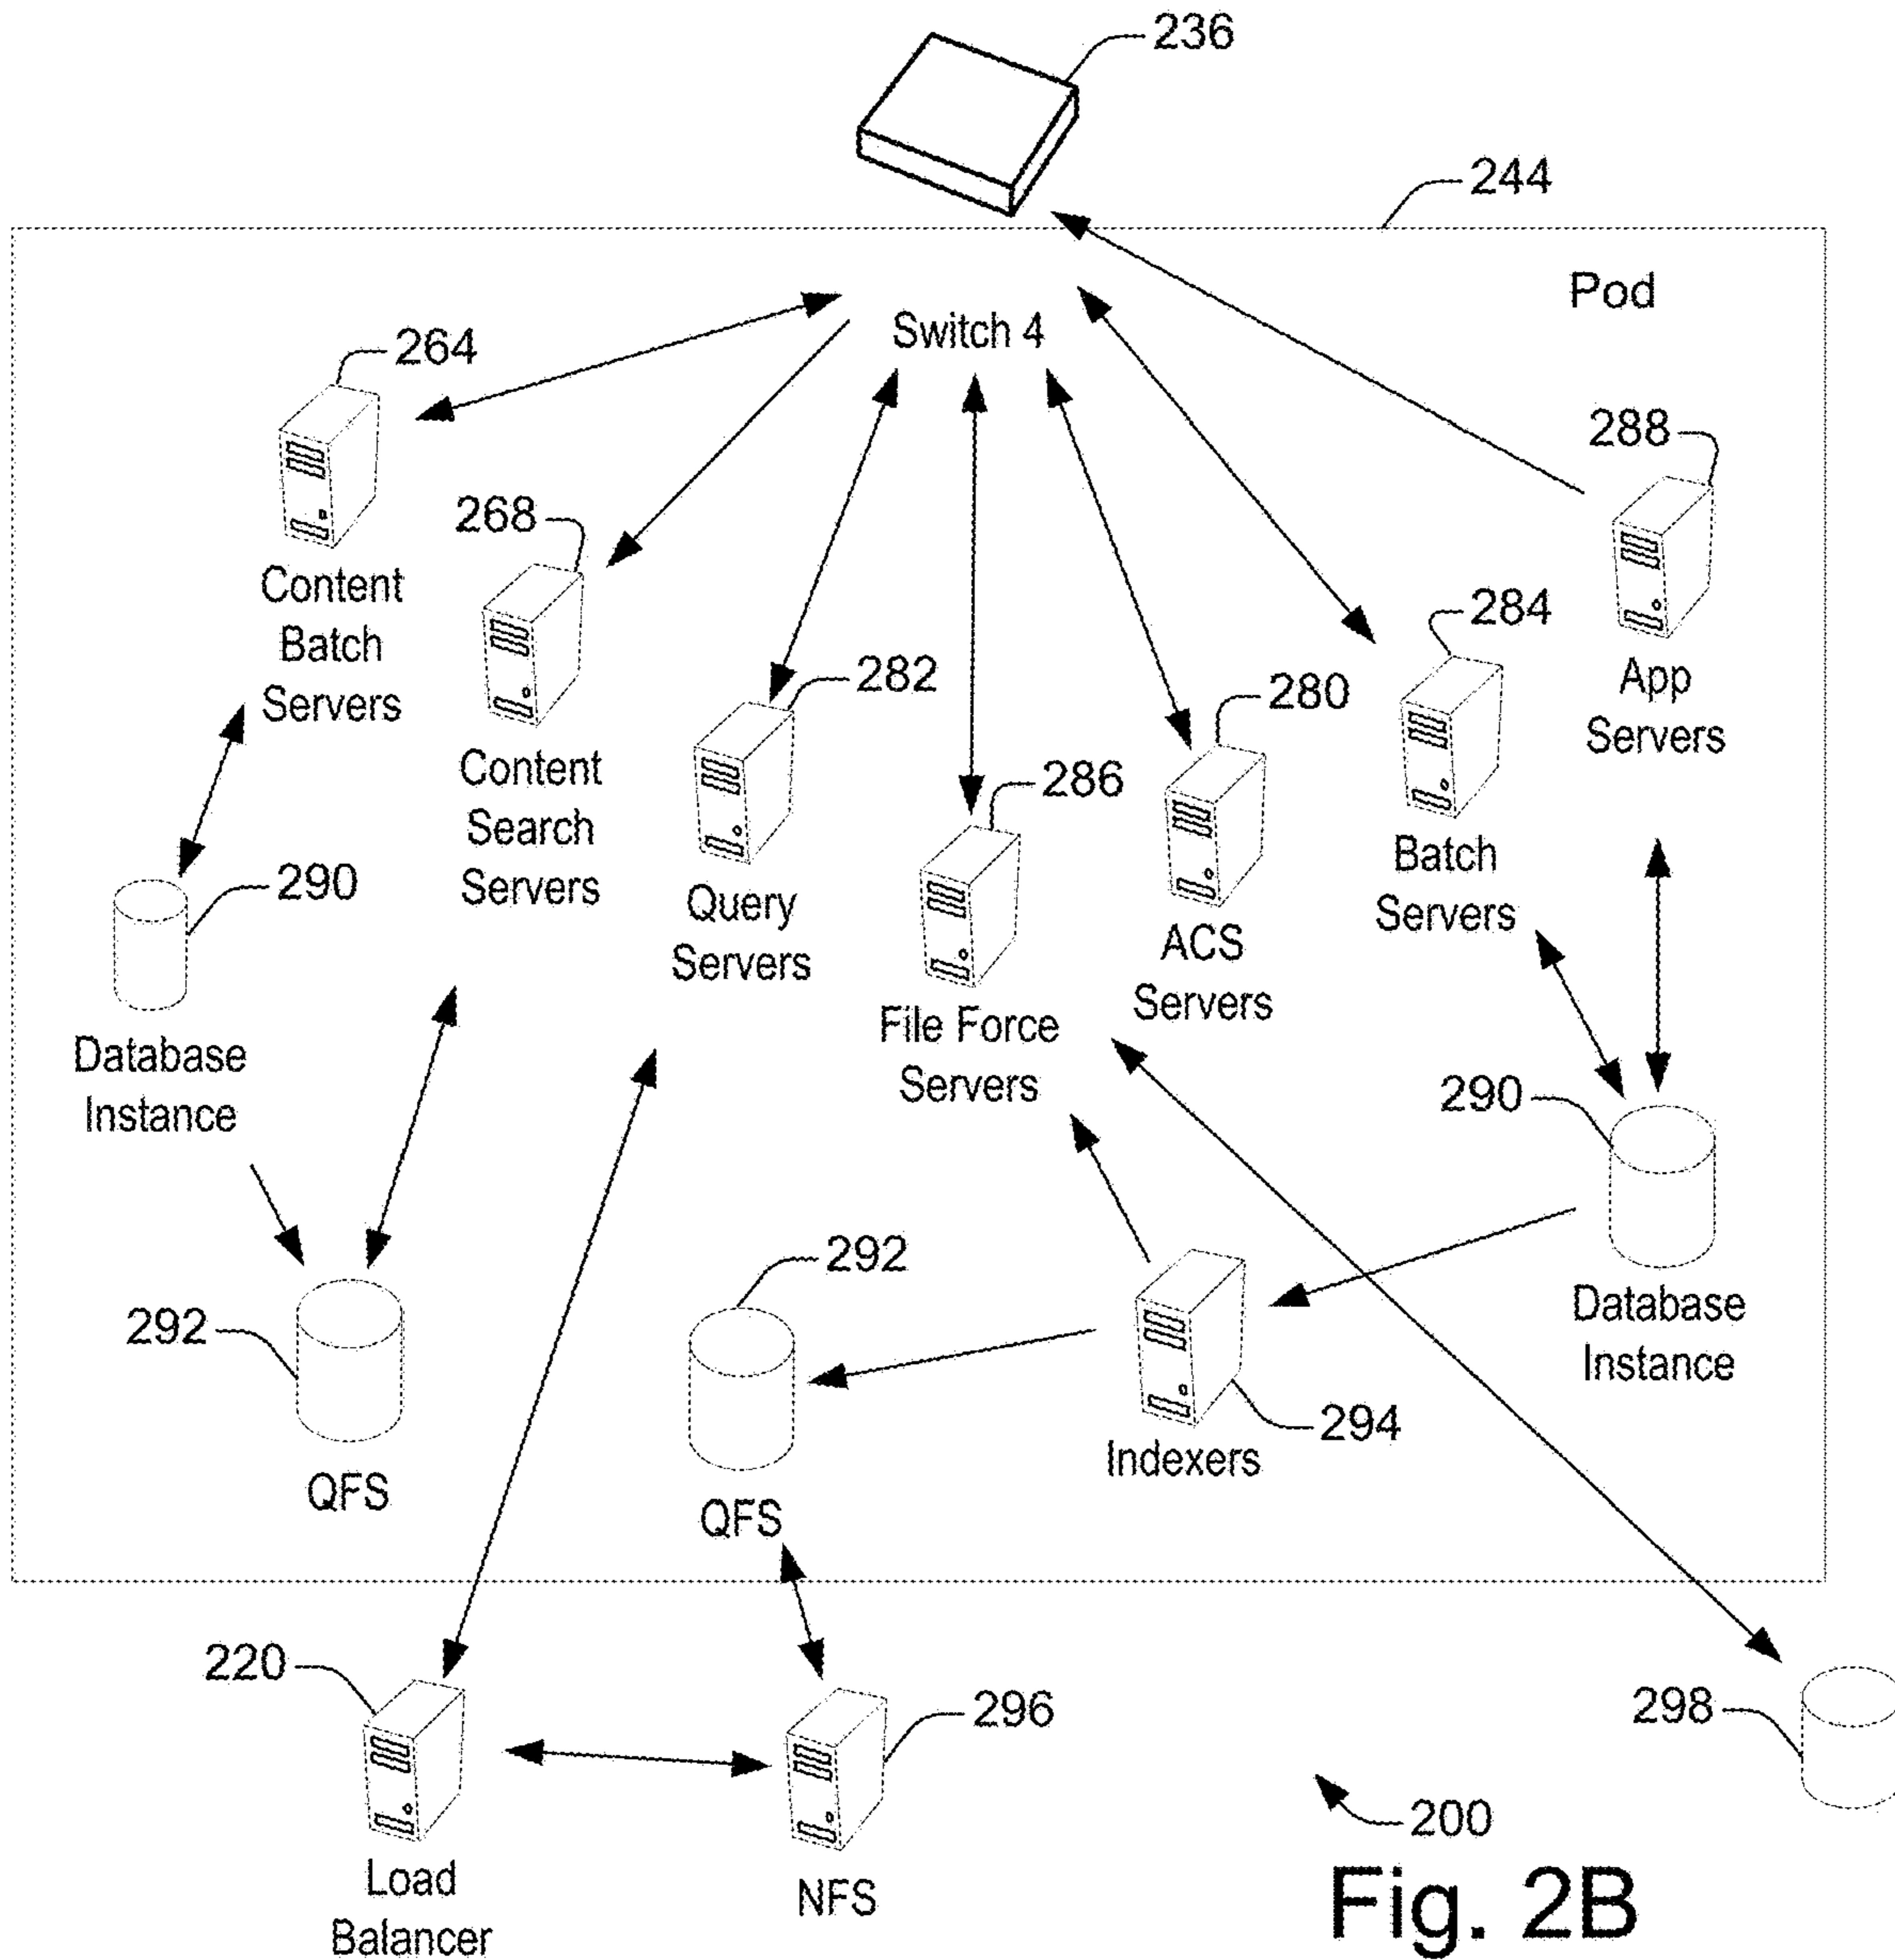 236
244
Pod
Switch 4
264
Content
Batch
Servers
268
Content
Search
Servers
282
Query
Servers
286
File Force
Servers
280
ACS
Servers
284
Batch
Servers
288
App
Servers
290
Database
Instance
290
Database
Instance
292
QFS
292
QFS
294
Indexers
220
Load
Balancer
296
NFS
298
200
Fig. 2B